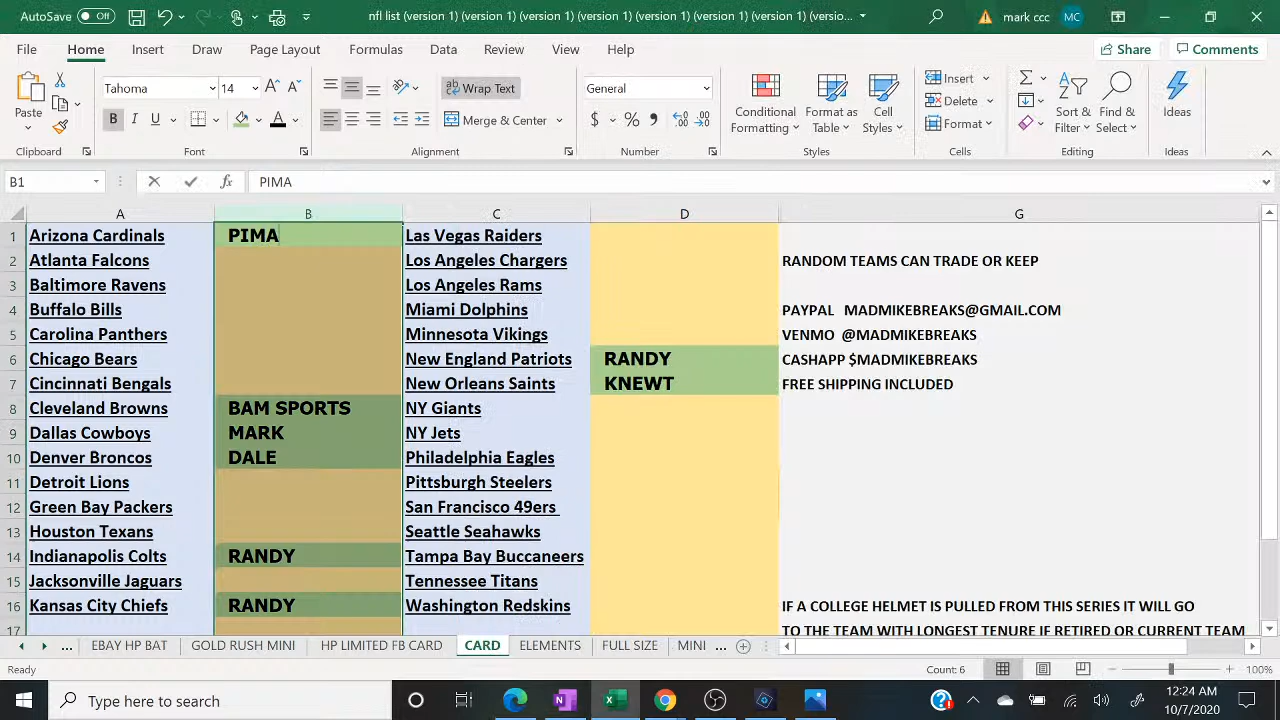 AutoSave Off nfl list (version 1) (version 1) (version 1) (version 1) (version 1) (version 1) (version 1) (versio... mark ccc MC
File Home Insert Draw Page Layout Formulas Data Review View Help Share Comments
Paste Tahoma 14 Wrap Text General Conditional Formatting Format as Table Cell Styles Insert Delete Format Sort & Filter Find & Select Ideas
B I U Merge & Center $ % 9
Clipboard Font Alignment Number Styles Cells Editing Ideas
B1 fx PIMA
A B C D G
1 Arizona Cardinals PIMA Las Vegas Raiders
2 Atlanta Falcons Los Angeles Chargers RANDOM TEAMS CAN TRADE OR KEEP
3 Baltimore Ravens Los Angeles Rams
4 Buffalo Bills Miami Dolphins PAYPAL MADMIKEBREAKS@GMAIL.COM
5 Carolina Panthers Minnesota Vikings VENMO @MADMIKEBREAKS
6 Chicago Bears New England Patriots RANDY CASHAPP $MADMIKEBREAKS
7 Cincinnati Bengals New Orleans Saints KNEWT FREE SHIPPING INCLUDED
8 Cleveland Browns BAM SPORTS NY Giants
9 Dallas Cowboys MARK NY Jets
10 Denver Broncos DALE Philadelphia Eagles
11 Detroit Lions Pittsburgh Steelers
12 Green Bay Packers San Francisco 49ers
13 Houston Texans Seattle Seahawks
14 Indianapolis Colts RANDY Tampa Bay Buccaneers
15 Jacksonville Jaguars Tennessee Titans
16 Kansas City Chiefs RANDY Washington Redskins IF A COLLEGE HELMET IS PULLED FROM THIS SERIES IT WILL GO
17 TO THE TEAM WITH LONGEST TENURE IF RETIRED OR CURRENT TEAM
... EBAY HP BAT GOLD RUSH MINI HP LIMITED FB CARD CARD ELEMENTS FULL SIZE MINI ...
Ready Count: 6 100%
Type here to search 12:24 AM
10/7/2020